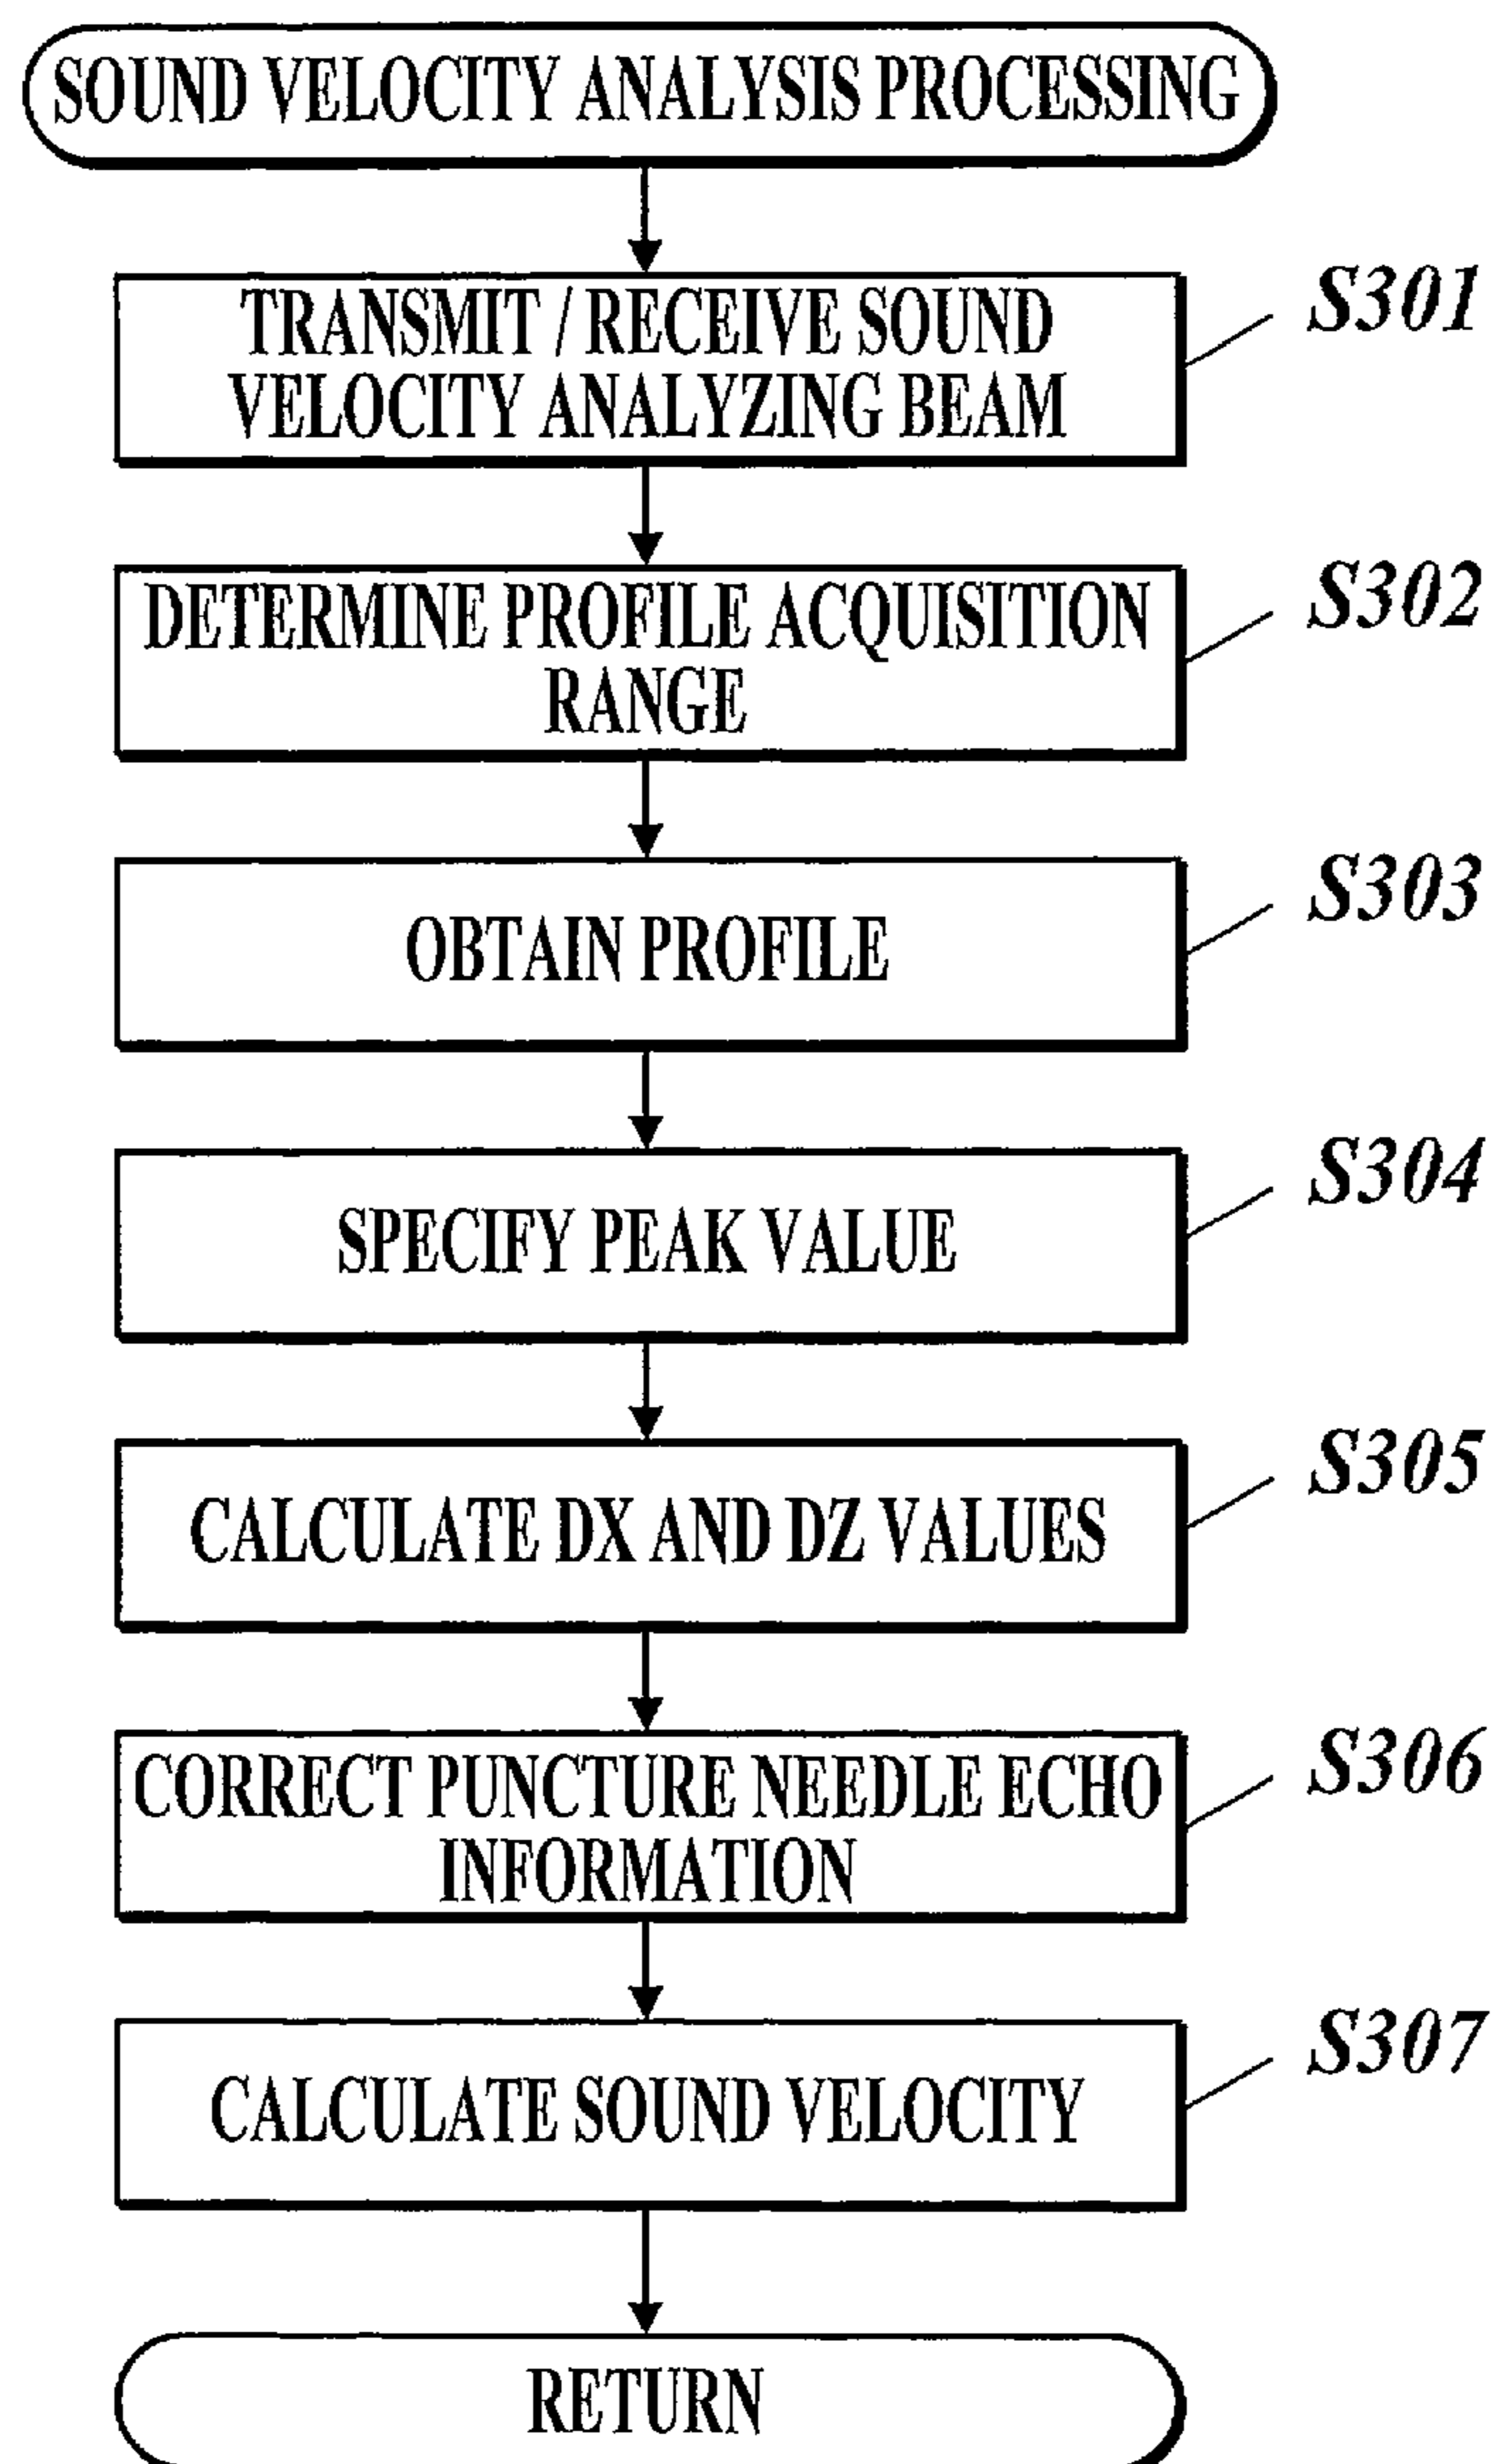 SOUND VELOCITY ANALYSIS PROCESSING
TRANSMIT / RECEIVE SOUND
VELOCITY ANALYZING BEAM
S301
DETERMINE PROFILE ACQUISITION
RANGE
S302
OBTAIN PROFILE
S303
SPECIFY PEAK VALUE
S304
CALCULATE DX AND DZ VALUES
S305
CORRECT PUNCTURE NEEDLE ECHO
INFORMATION
S306
CALCULATE SOUND VELOCITY
S307
RETURN